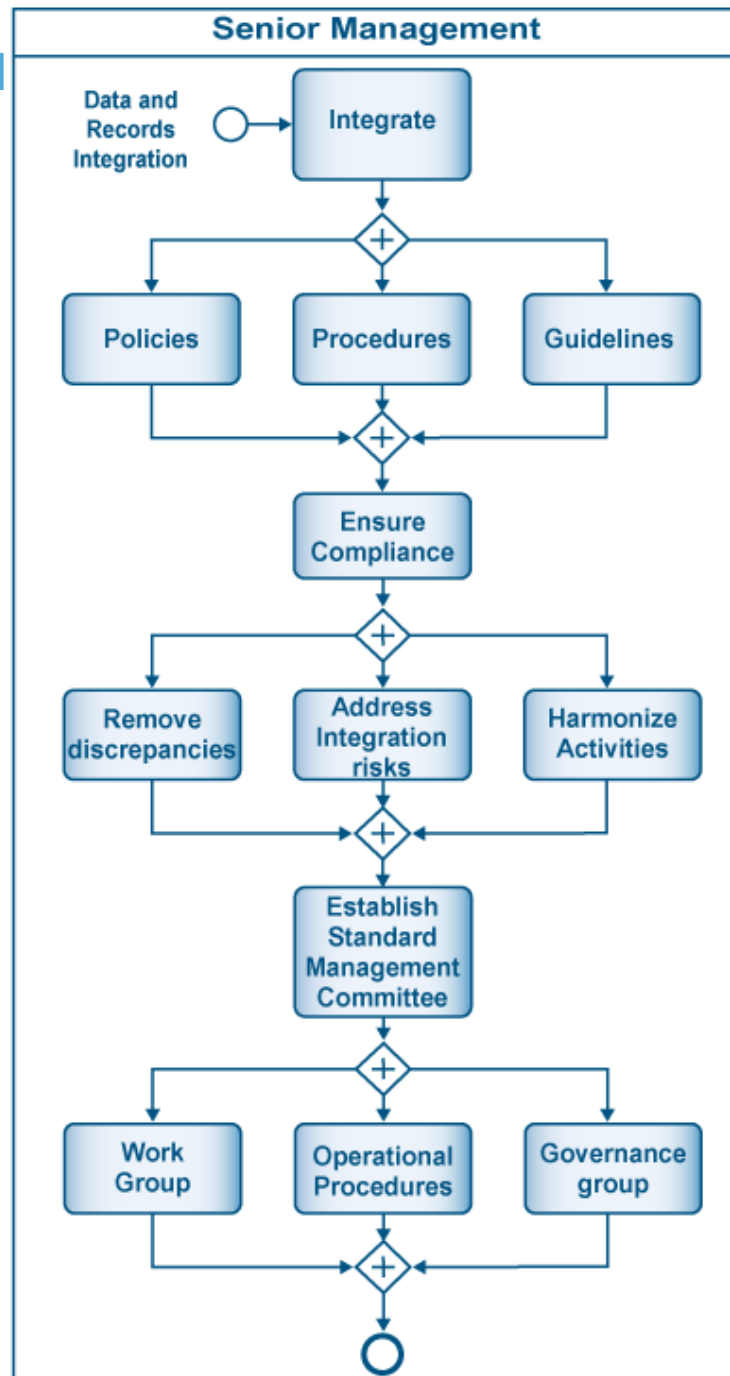 Senior Management
Data and
Records
Integration
Integrate
Policies
Procedures
Guidelines
Ensure
Compliance
Remove
discrepancies
Address
Integration
risks
Harmonize
Activities
Establish
Standard
Management
Committee
Work
Group
Operational
Procedures
Governance
group